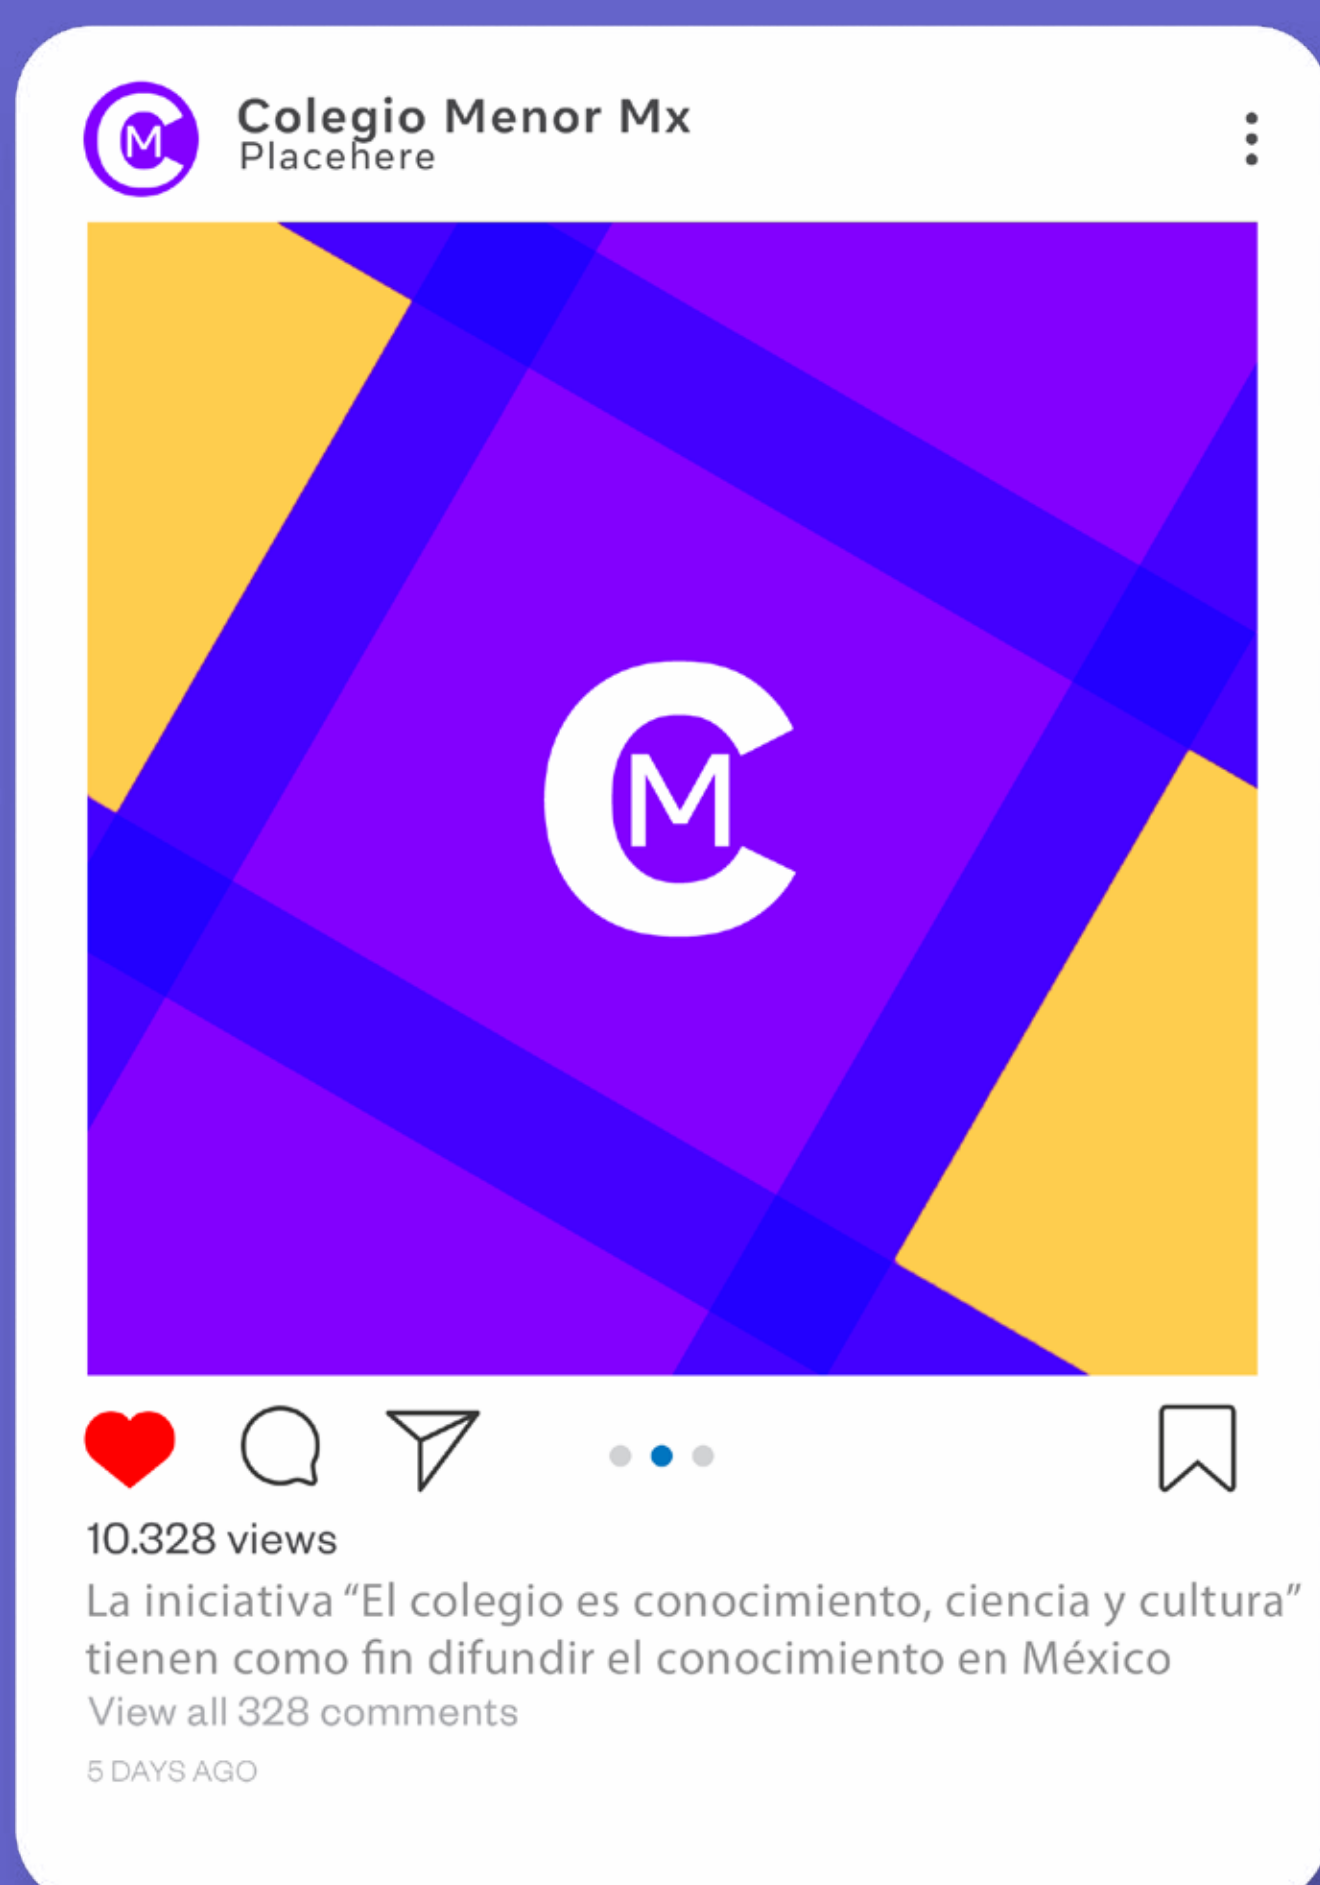 CM
Colegio Menor Mx
Placehere
CM
10.328 views
La iniciativa “El colegio es conocimiento, ciencia y cultura”
tienen como fin difundir el conocimiento en México
View all 328 comments
5 DAYS AGO